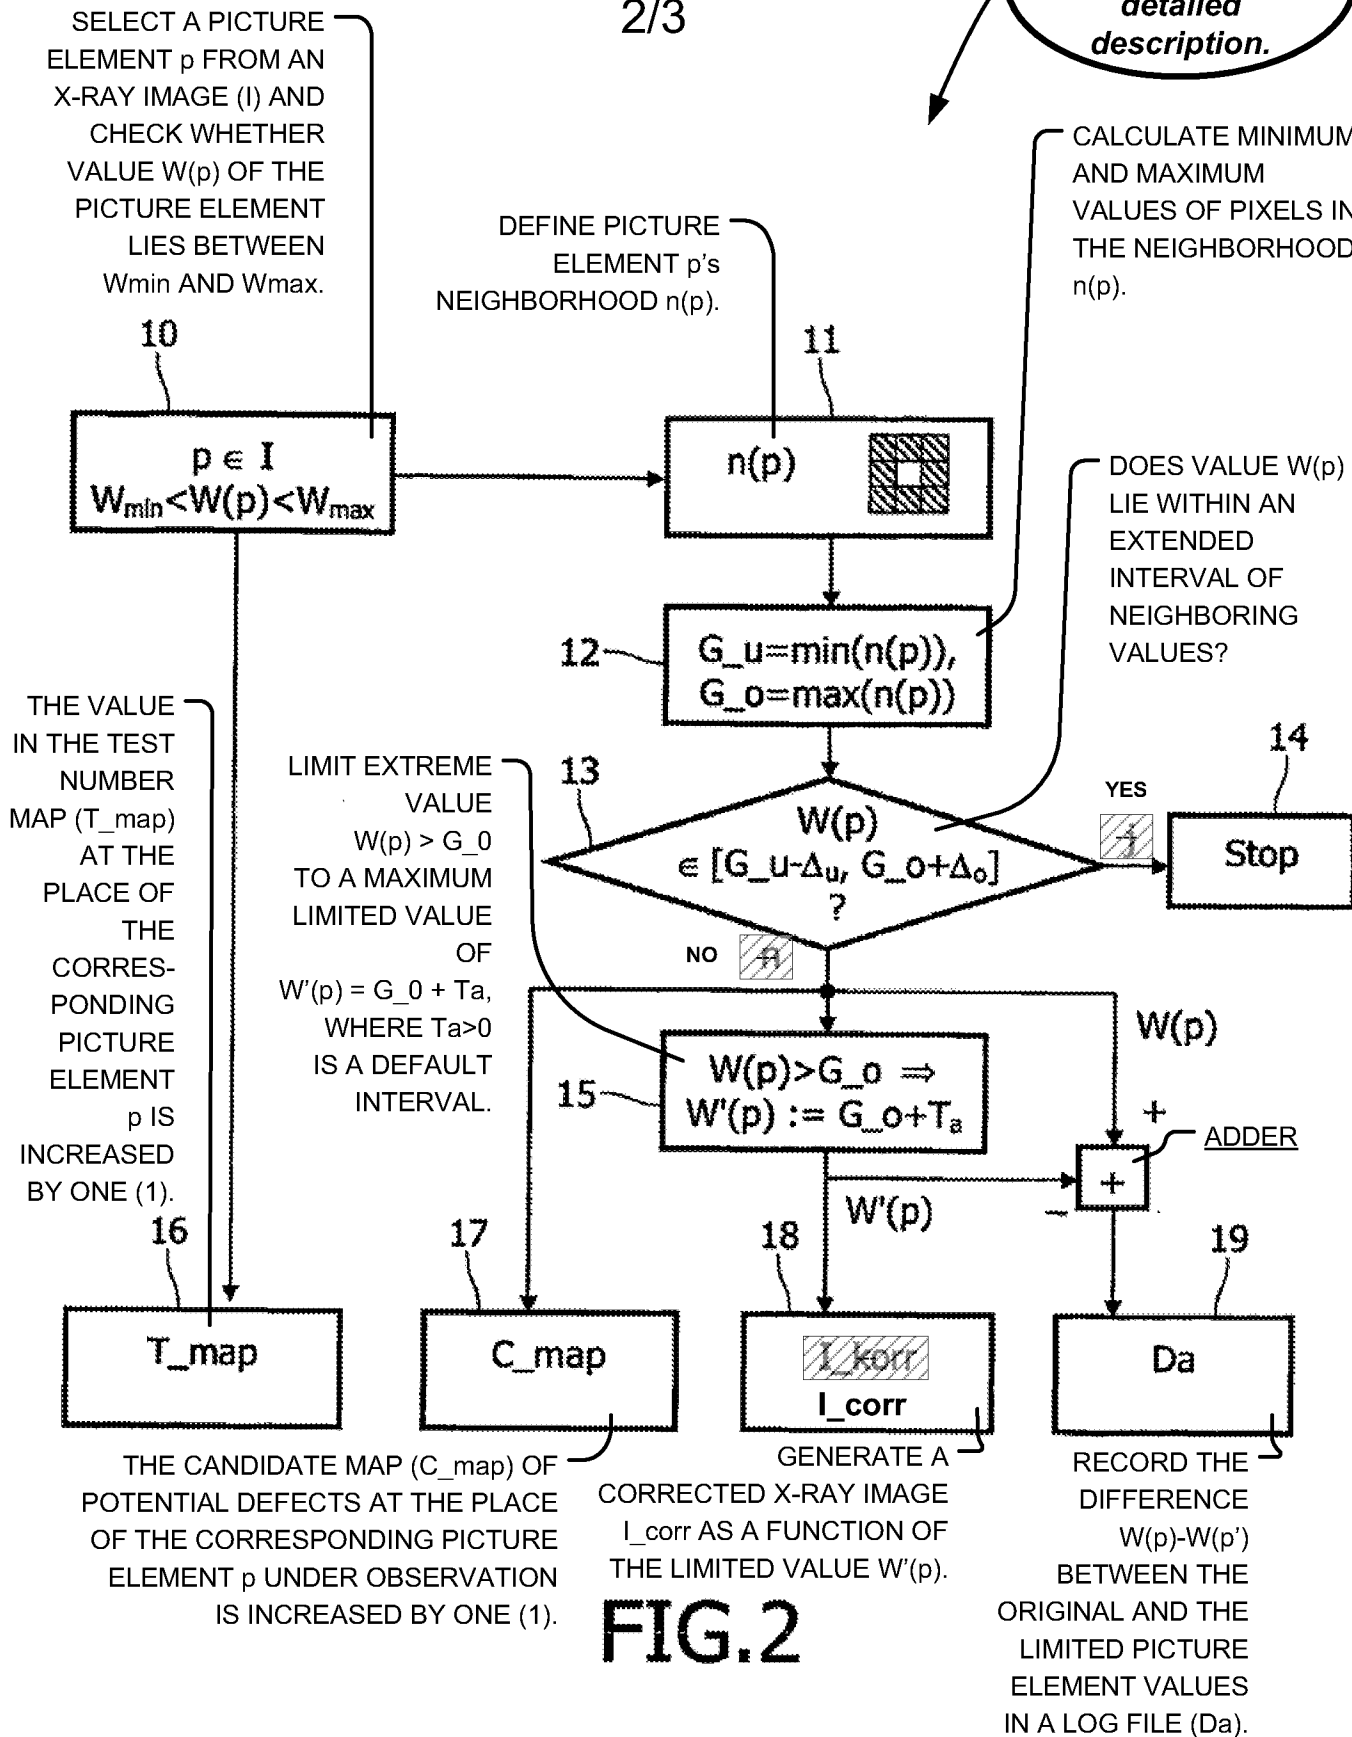 2/3
detailed
description.
SELECT A PICTURE
ELEMENT p FROM AN
X-RAY IMAGE (I) AND
CHECK WHETHER
VALUE W(p) OF THE
PICTURE ELEMENT
LIES BETWEEN
Wmin AND Wmax.
DEFINE PICTURE
ELEMENT p's
NEIGHBORHOOD n(p).
CALCULATE MINIMUM
AND MAXIMUM
VALUES OF PIXELS IN
THE NEIGHBORHOOD
n(p).
10
p ∈ I
Wmin<W(p)<Wmax
11
n(p)
DOES VALUE W(p)
LIE WITHIN AN
EXTENDED
INTERVAL OF
NEIGHBORING
VALUES?
12
G_u=min(n(p)),
G_o=max(n(p))
THE VALUE
IN THE TEST
NUMBER
MAP (T_map)
AT THE
PLACE OF
THE
CORRES-
PONDING
PICTURE
ELEMENT
p IS
INCREASED
BY ONE (1).
LIMIT EXTREME
VALUE
W(p) > G_0
TO A MAXIMUM
LIMITED VALUE
OF
W'(p) = G_0 + Ta,
WHERE Ta>0
IS A DEFAULT
INTERVAL.
13
W(p)
∈ [G_u-Δu, G_o+Δo]
?
YES
j
14
Stop
NO
n
W(p)
15
W(p)>G_o ⇒
W'(p) := G_o+Ta
+
ADDER
+
−
W'(p)
16
T_map
17
C_map
18
I_korr
I_corr
19
Da
THE CANDIDATE MAP (C_map) OF
POTENTIAL DEFECTS AT THE PLACE
OF THE CORRESPONDING PICTURE
ELEMENT p UNDER OBSERVATION
IS INCREASED BY ONE (1).
GENERATE A
CORRECTED X-RAY IMAGE
I_corr AS A FUNCTION OF
THE LIMITED VALUE W'(p).
RECORD THE
DIFFERENCE
W(p)-W(p')
BETWEEN THE
ORIGINAL AND THE
LIMITED PICTURE
ELEMENT VALUES
IN A LOG FILE (Da).
FIG.2